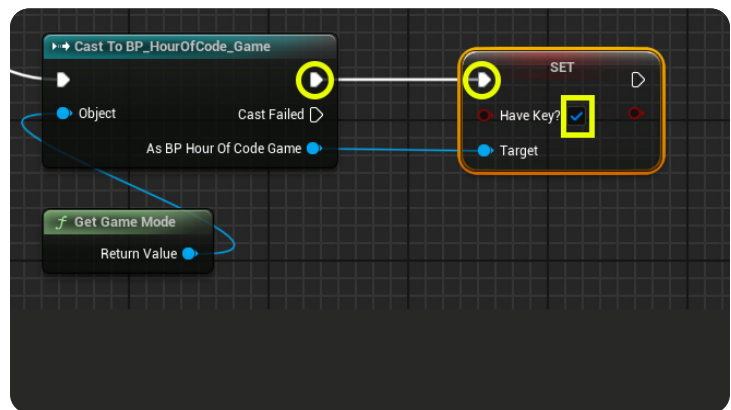 Cast To BP_HourOfCode_Game
Object
Cast Failed
As BP Hour Of Code Game
SET
Have Key?
Target
f Get Game Mode
Return Value